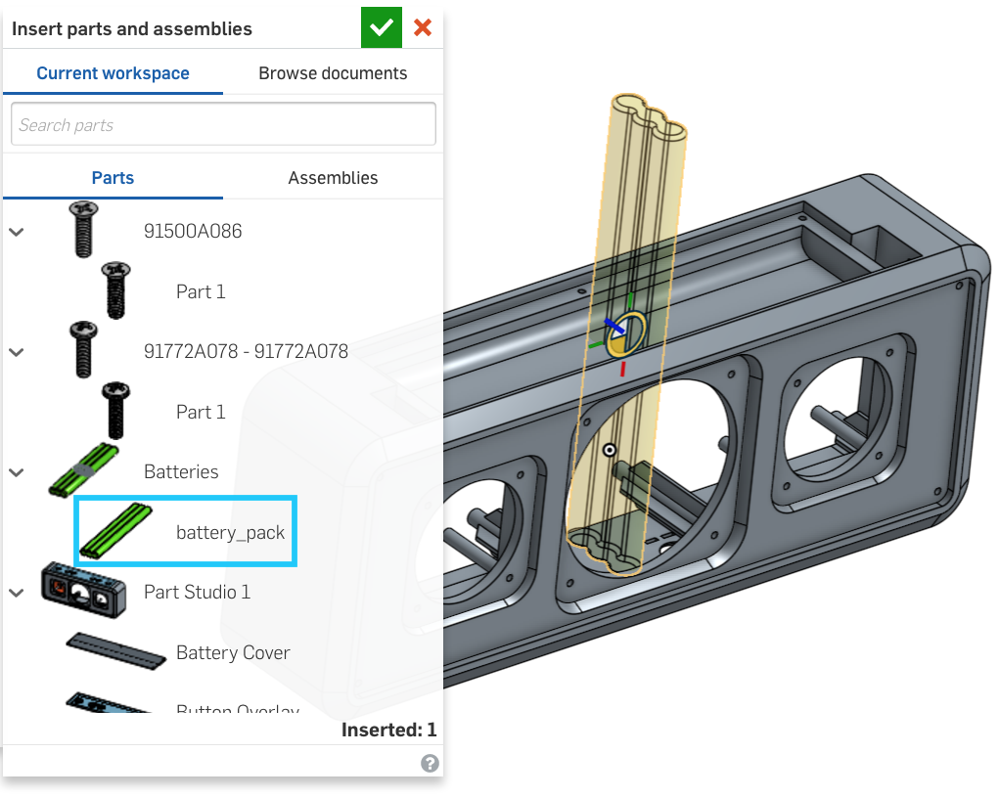 Insert parts and assemblies
Current workspace
Browse documents
Search parts
Parts
Assemblies
91500A086
Part 1
91772A078 - 91772A078
Part 1
Batteries
battery_pack
Part Studio 1
Battery Cover
Button Overlay
Inserted: 1
?